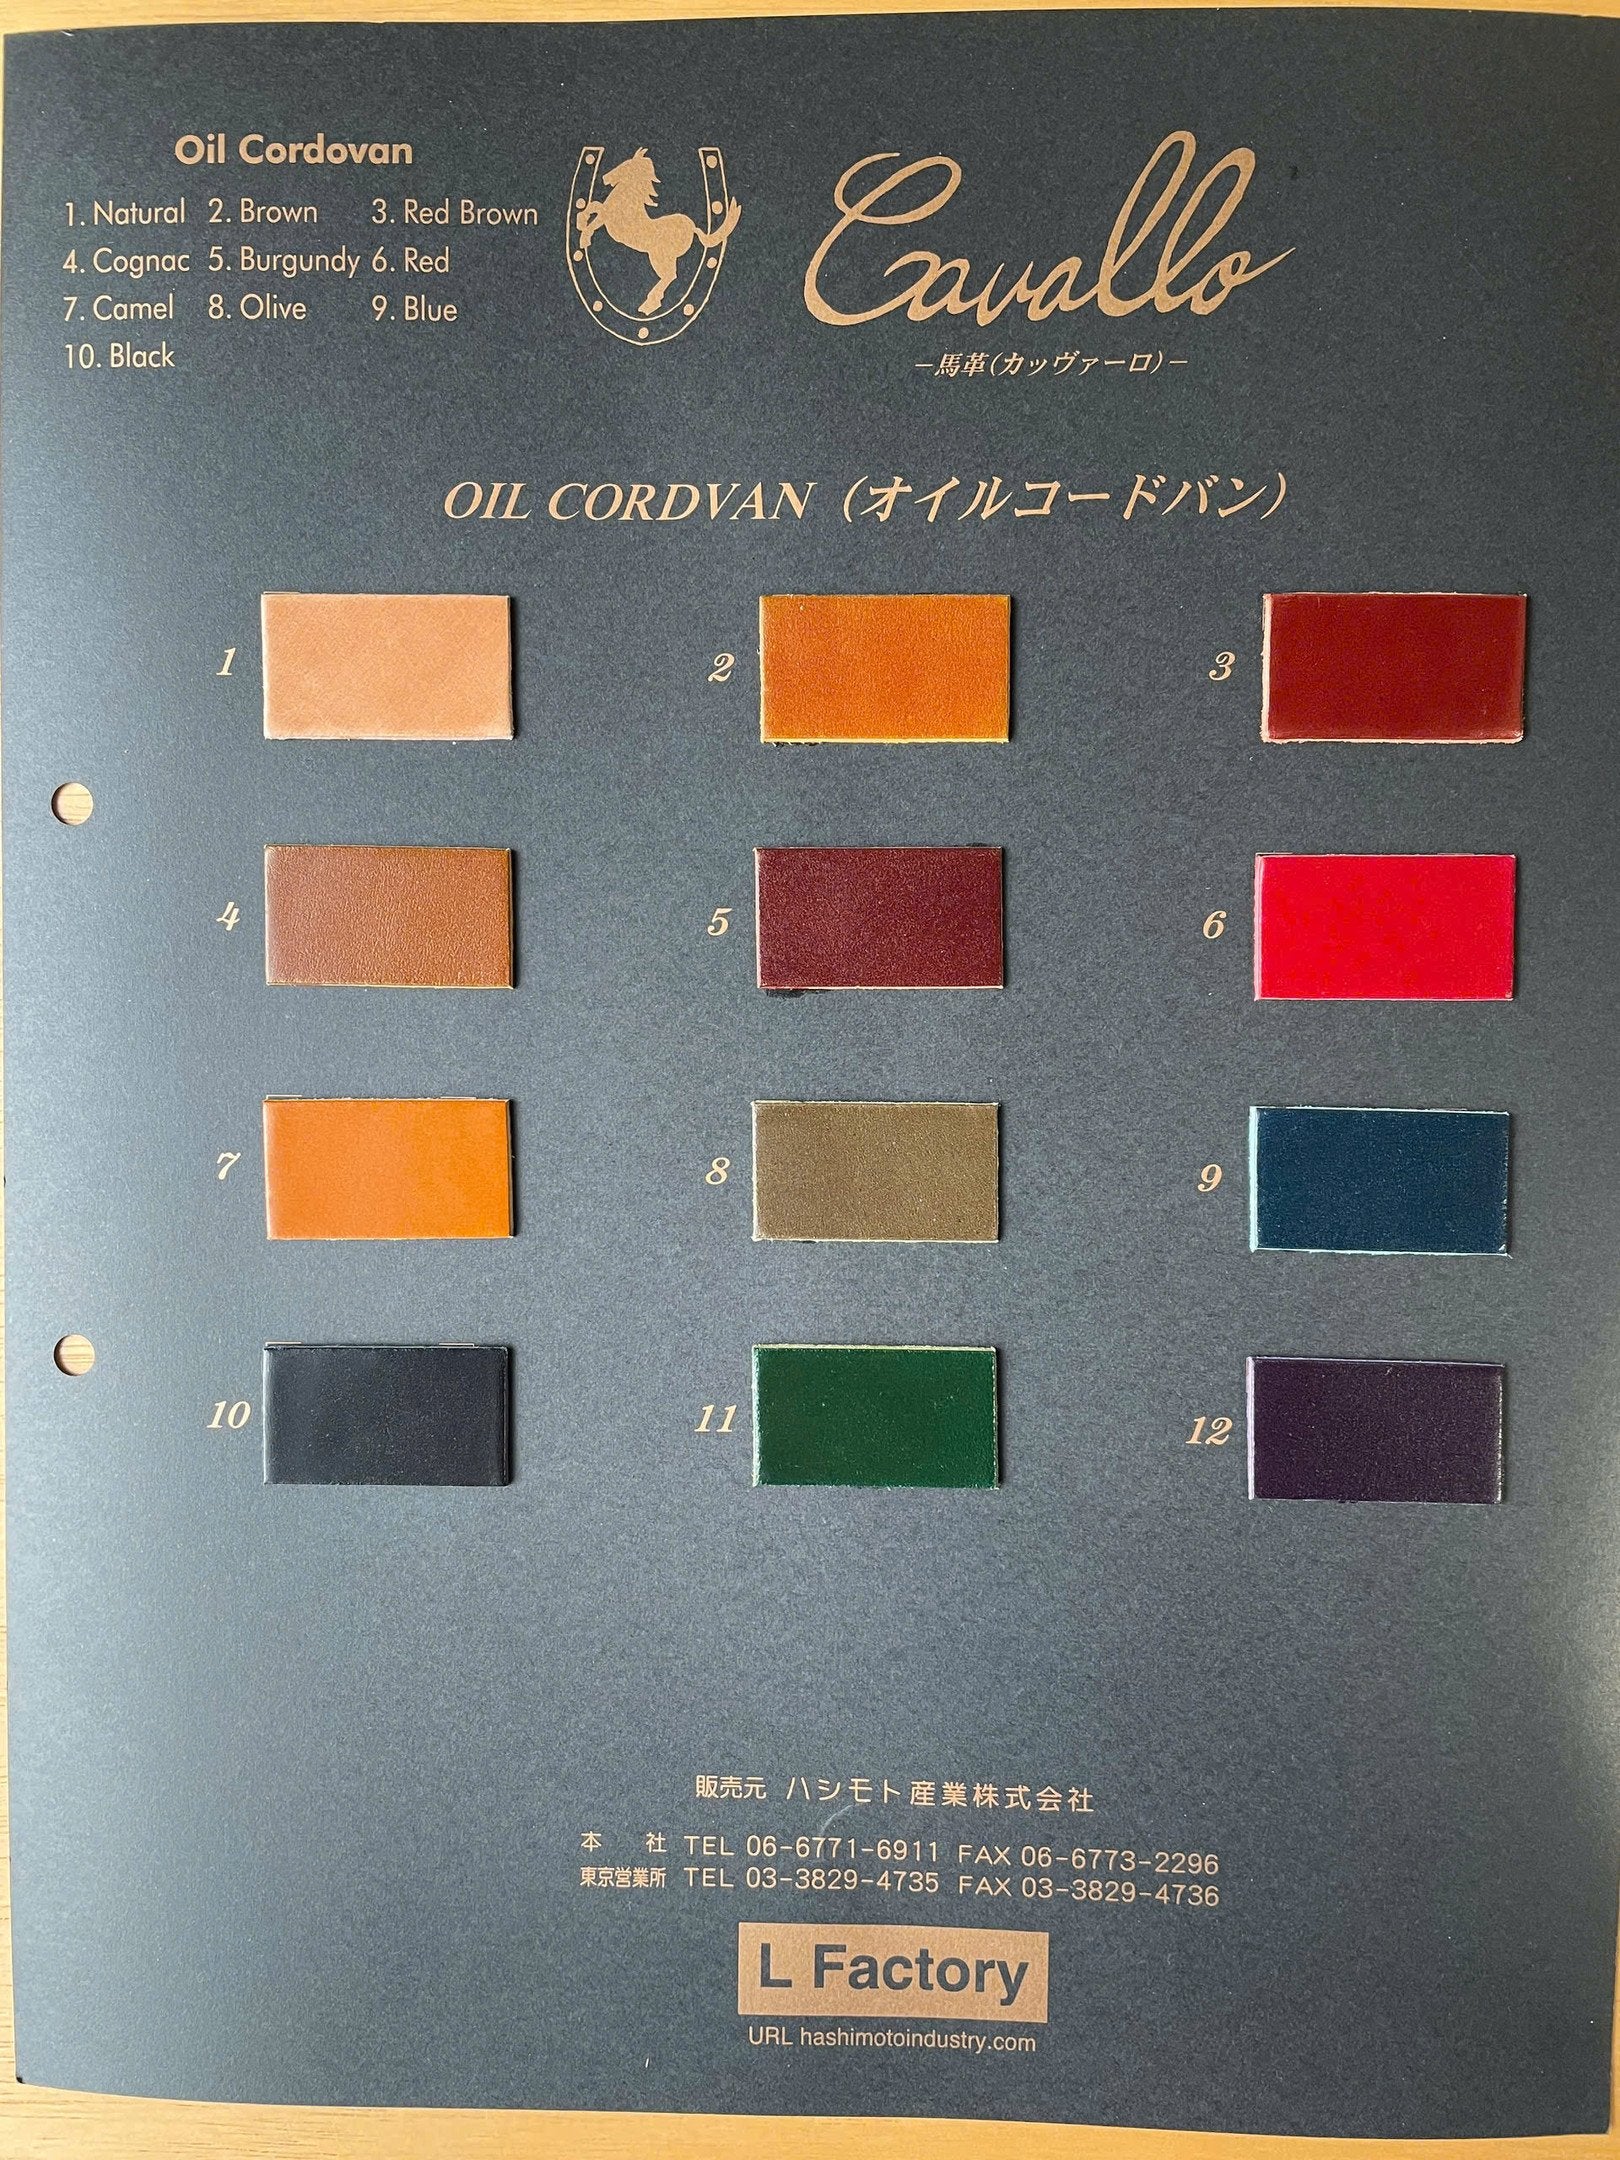 Oil Cordovan
1. Natural 2. Brown 3. Red Brown
4. Cognac 5. Burgundy 6. Red
7. Camel 8. Olive 9. Blue
10. Black
Cavallo
－馬革(カッヴァーロ)－
OIL CORDVAN (オイルコードバン)
1 2 3
4 5 6
7 8 9
10 11 12
販売元 ハシモト産業株式会社
本 社 TEL 06-6771-6911 FAX 06-6773-2296
東京営業所 TEL 03-3829-4735 FAX 03-3829-4736
L Factory
URL hashimotoindustry.com